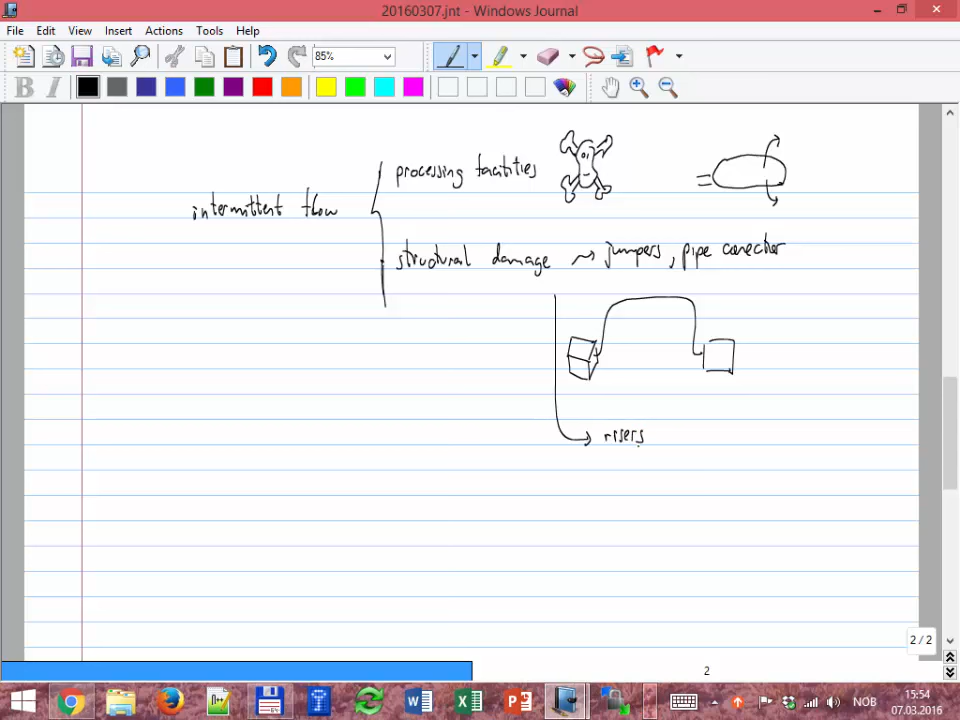 20160307.jnt - Windows Journal
File Edit View Insert Actions Tools Help
85%
B I
processing facilities
intermittent flow
structural damage ~> jumpers, pipe conector
risers
2 / 2
2
NOB
15:54
07.03.2016